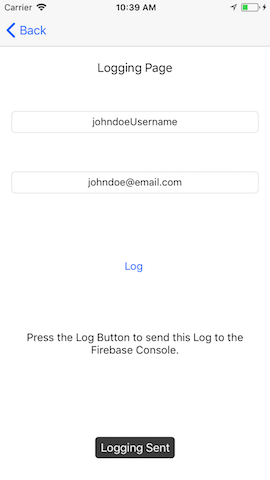 Carrier 10:39 AM
Back
Logging Page
johndoeUsername
johndoe@email.com
Log
Press the Log Button to send this Log to the
Firebase Console.
Logging Sent